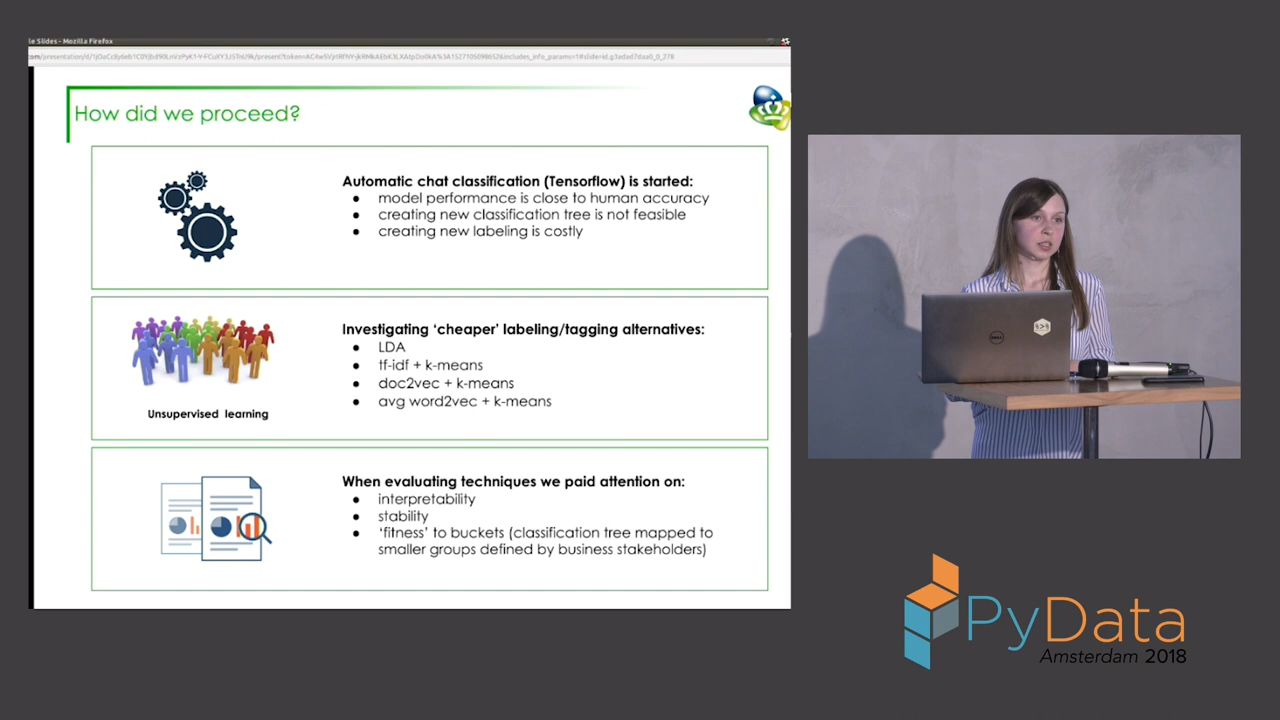 le Slides - Mozilla Firefox
How did we proceed?
Automatic chat classification (Tensorflow) is started:
● model performance is close to human accuracy
● creating new classification tree is not feasible
● creating new labeling is costly
Investigating ‘cheaper’ labeling/tagging alternatives:
● LDA
● tf-idf + k-means
● doc2vec + k-means
● avg word2vec + k-means
Unsupervised learning
When evaluating techniques we paid attention on:
● interpretability
● stability
● ‘fitness’ to buckets (classification tree mapped to
smaller groups defined by business stakeholders)
DELL
PyData
Amsterdam 2018